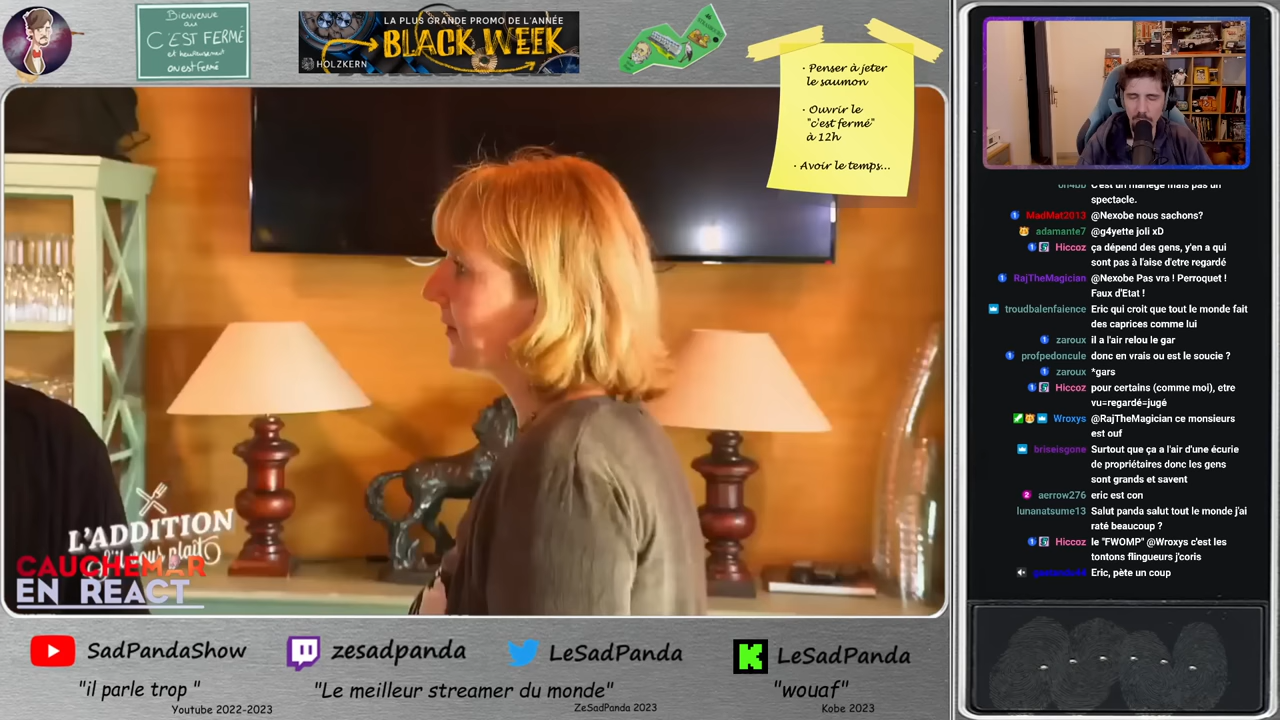 Bienvenue
au
C'EST FERMÉ
et heureusement
on est fermé
LA PLUS GRANDE PROMO DE L'ANNÉE
BLACK WEEK
HOLZKERN
· Penser à jeter
le saumon
· Ouvrir le
"c'est fermé"
à 12h
· Avoir le temps...
C'est un manège mais pas un
spectacle.
MadMat2013 @Nexobe nous sachons?
adamante7 @g4yette joli xD
Hiccoz ça dépend des gens, y'en a qui
sont pas à l'aise d'etre regardé
RajTheMagician @Nexobe Pas vra ! Perroquet !
Faux d'Etat !
troudbalenfaience Eric qui croit que tout le monde fait
des caprices comme lui
zaroux il a l'air relou le gar
profpedoncule donc en vrais ou est le soucie ?
zaroux *gars
Hiccoz pour certains (comme moi), etre
vu=regardé=jugé
Wroxys @RajTheMagician ce monsieurs
est ouf
briseisgone Surtout que ça a l'air d'une écurie
de propriétaires donc les gens
sont grands et savent
2 aerrow276 eric est con
lunanatsume13 Salut panda salut tout le monde j'ai
raté beaucoup ?
Hiccoz le "FWOMP" @Wroxys c'est les
tontons flingueurs j'coris
Eric, pète un coup
L'ADDITION
s'il vous plaît
CAUCHEMAR
EN REACT
SadPandaShow
zesadpanda
LeSadPanda
LeSadPanda
"il parle trop "
Youtube 2022-2023
"Le meilleur streamer du monde"
ZeSadPanda 2023
"wouaf"
Kobe 2023